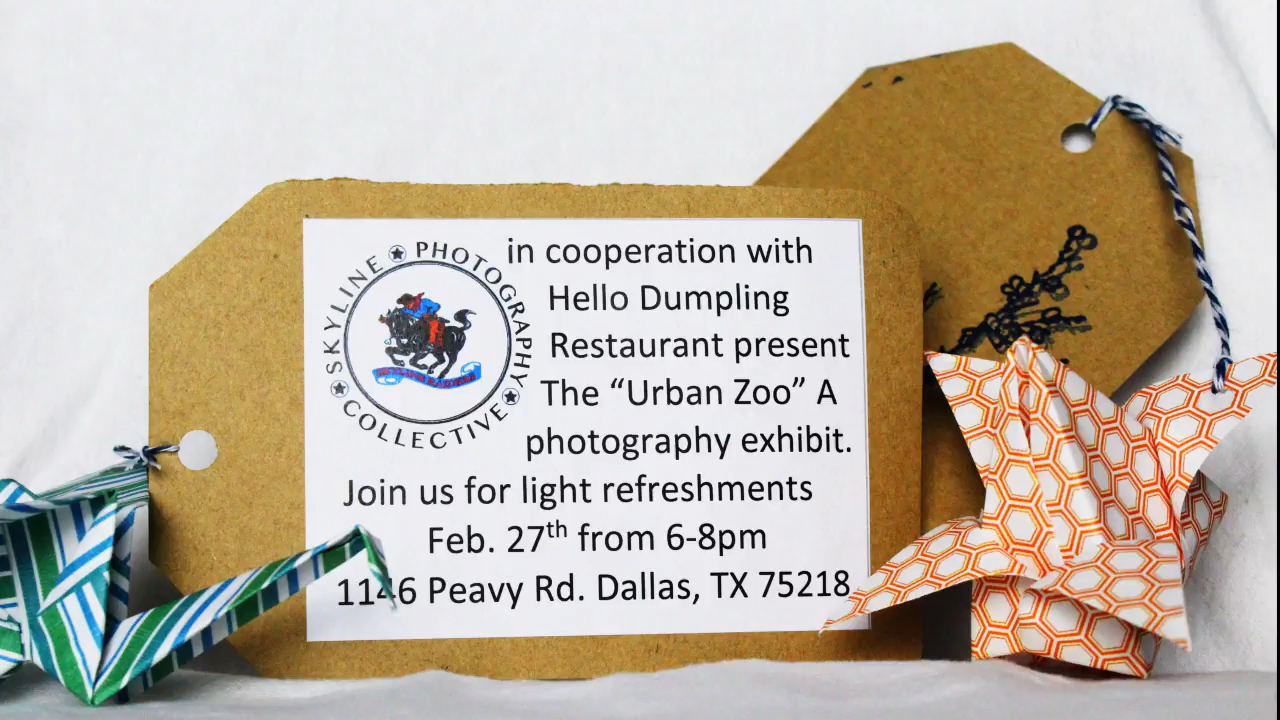 SKYLINE PHOTOGRAPHY COLLECTIVE
in cooperation with
Hello Dumpling
Restaurant present
The “Urban Zoo” A
photography exhibit.
Join us for light refreshments
Feb. 27th from 6-8pm
1146 Peavy Rd. Dallas, TX 75218